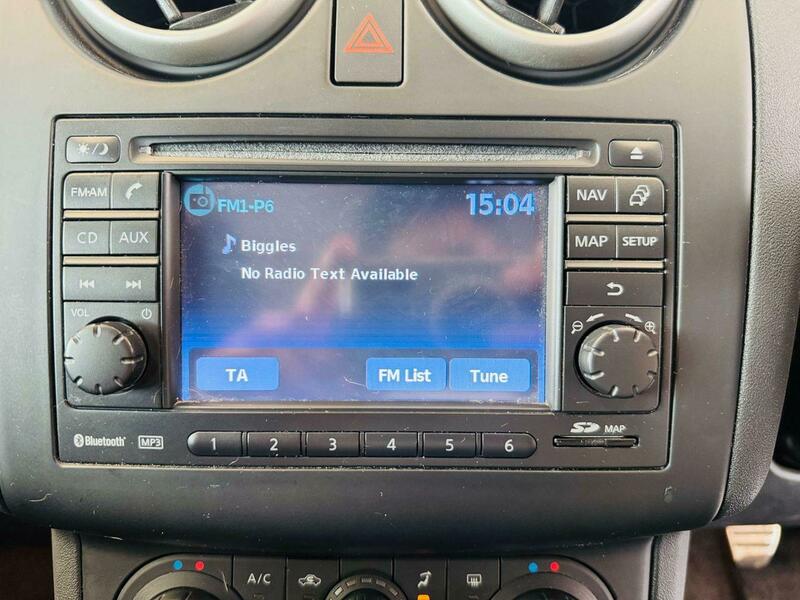 FM1-P6
15:04
Biggles
No Radio Text Available
TA
FM List
Tune
FM•AM
CD
AUX
VOL
NAV
MAP
SETUP
Bluetooth®
MP3
1
2
3
4
5
6
SD
MAP
A/C